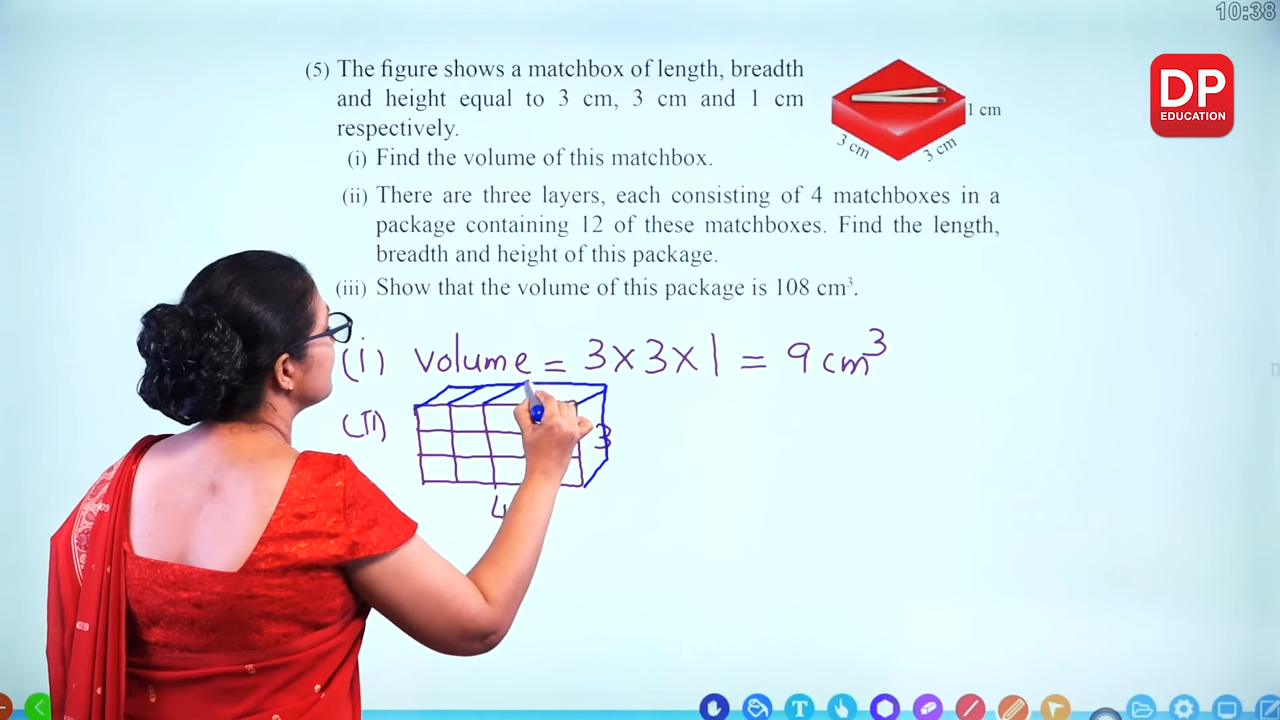 10:38
DP
EDUCATION
(5) The figure shows a matchbox of length, breadth
and height equal to 3 cm, 3 cm and 1 cm
respectively.
1 cm
3 cm
3 cm
(i) Find the volume of this matchbox.
(ii) There are three layers, each consisting of 4 matchboxes in a
package containing 12 of these matchboxes. Find the length,
breadth and height of this package.
(iii) Show that the volume of this package is 108 cm³.
(i) volume = 3×3×1 = 9 cm³
(ii)
3
4
T